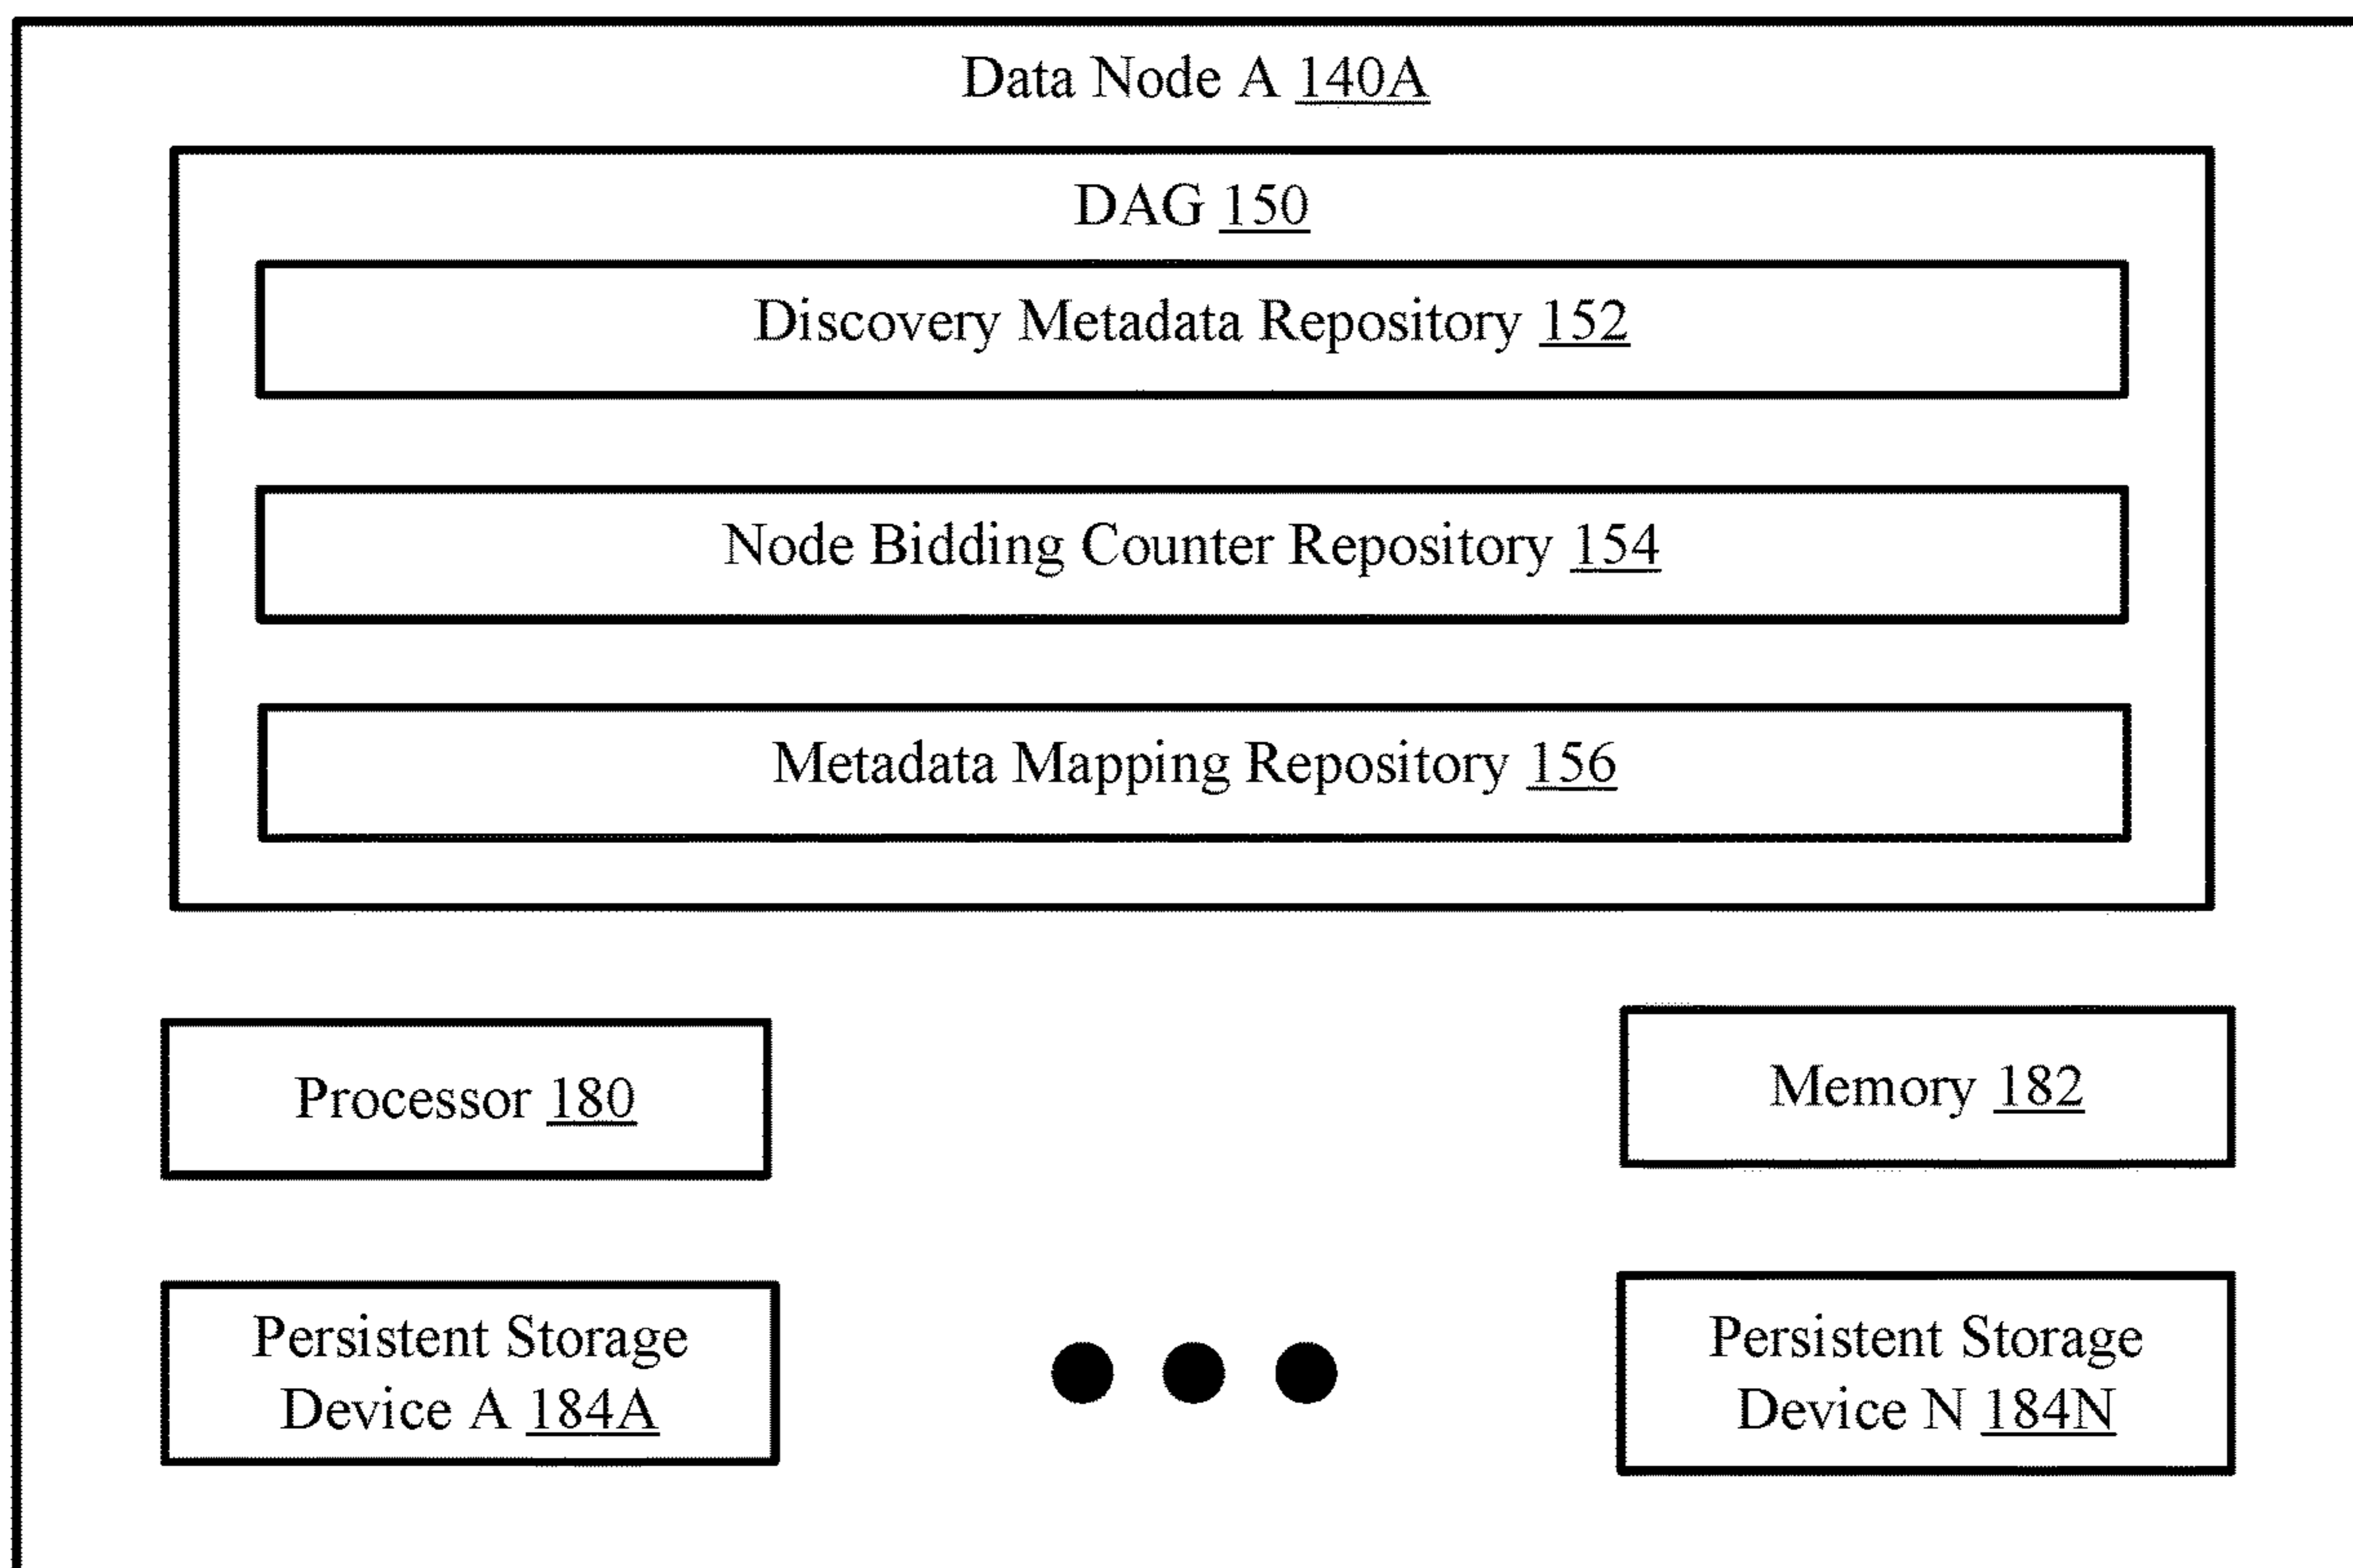 Data Node A 140A
DAG 150
Discovery Metadata Repository 152
Node Bidding Counter Repository 154
Metadata Mapping Repository 156
Processor 180
Memory 182
Persistent Storage
Device A 184A
Persistent Storage
Device N 184N